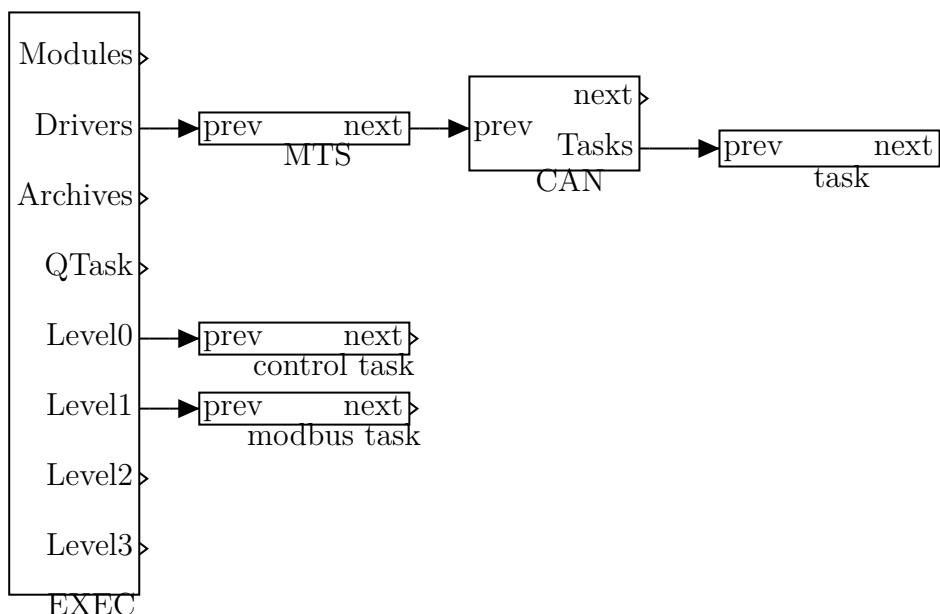 Modules
Drivers
prev next
MTS
prev
next
Tasks
CAN
prev next
task
Archives
QTask
Level0
prev next
control task
Level1
prev next
modbus task
Level2
Level3
EXEC